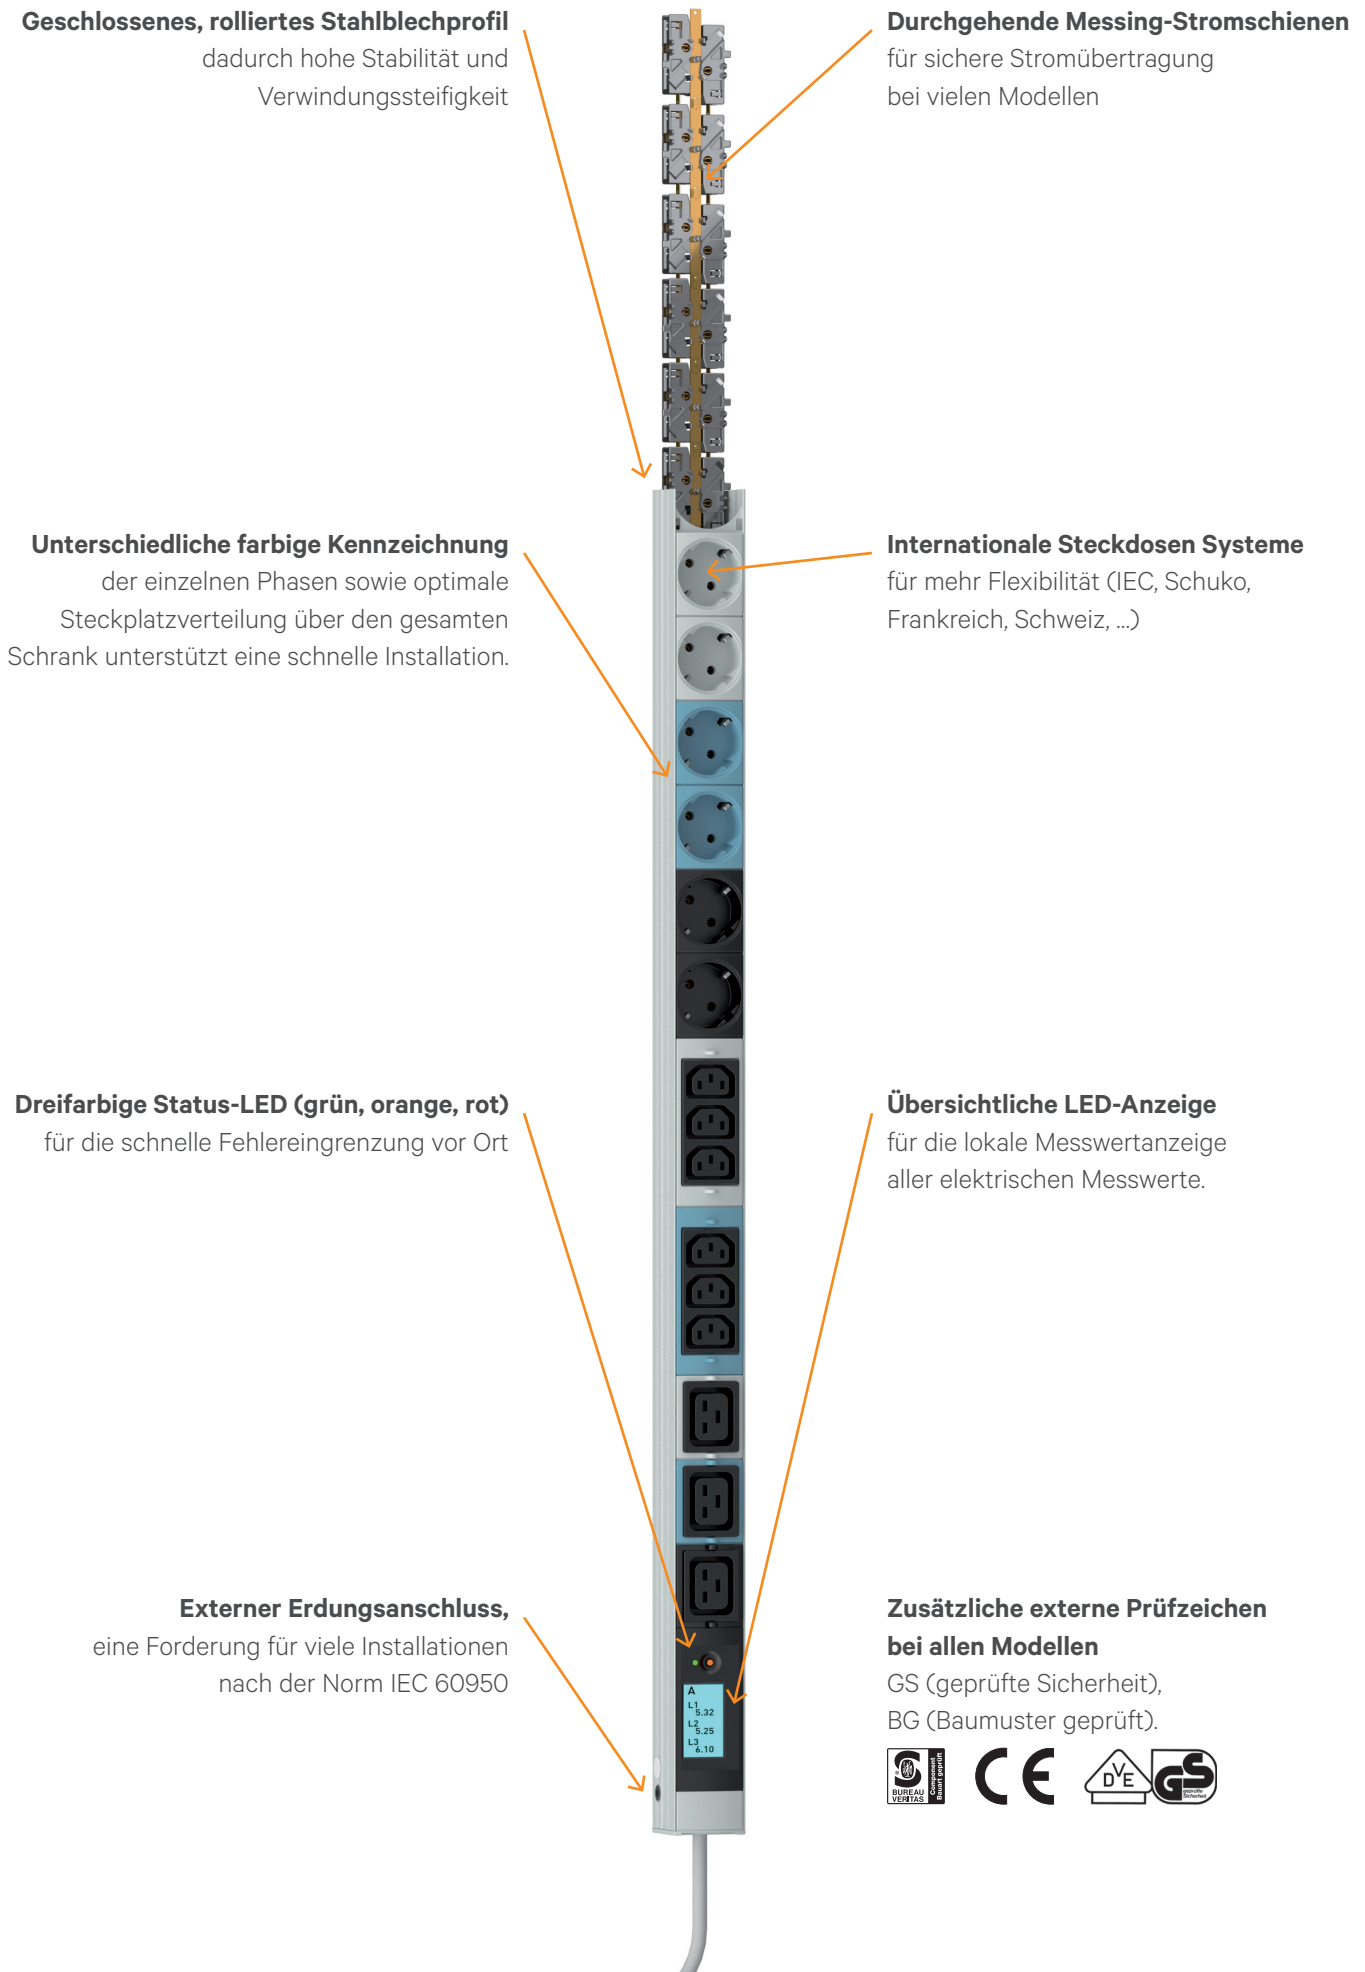 Geschlossenes, rolliertes Stahlblechprofil
dadurch hohe Stabilität und
Verwindungssteifigkeit
Durchgehende Messing-Stromschienen
für sichere Stromübertragung
bei vielen Modellen
Unterschiedliche farbige Kennzeichnung
der einzelnen Phasen sowie optimale
Steckplatzverteilung über den gesamten
Schrank unterstützt eine schnelle Installation.
Internationale Steckdosen Systeme
für mehr Flexibilität (IEC, Schuko,
Frankreich, Schweiz, ...)
Dreifarbige Status-LED (grün, orange, rot)
für die schnelle Fehlereingrenzung vor Ort
Übersichtliche LED-Anzeige
für die lokale Messwertanzeige
aller elektrischen Messwerte.
Externer Erdungsanschluss,
eine Forderung für viele Installationen
nach der Norm IEC 60950
A
L1
5.32
L2
5.25
L3
6.10
Zusätzliche externe Prüfzeichen
bei allen Modellen
GS (geprüfte Sicherheit),
BG (Baumuster geprüft).
BUREAU
VERITAS
Component
Bauart geprüft
CE
DVE
GS
geprüfte
Sicherheit